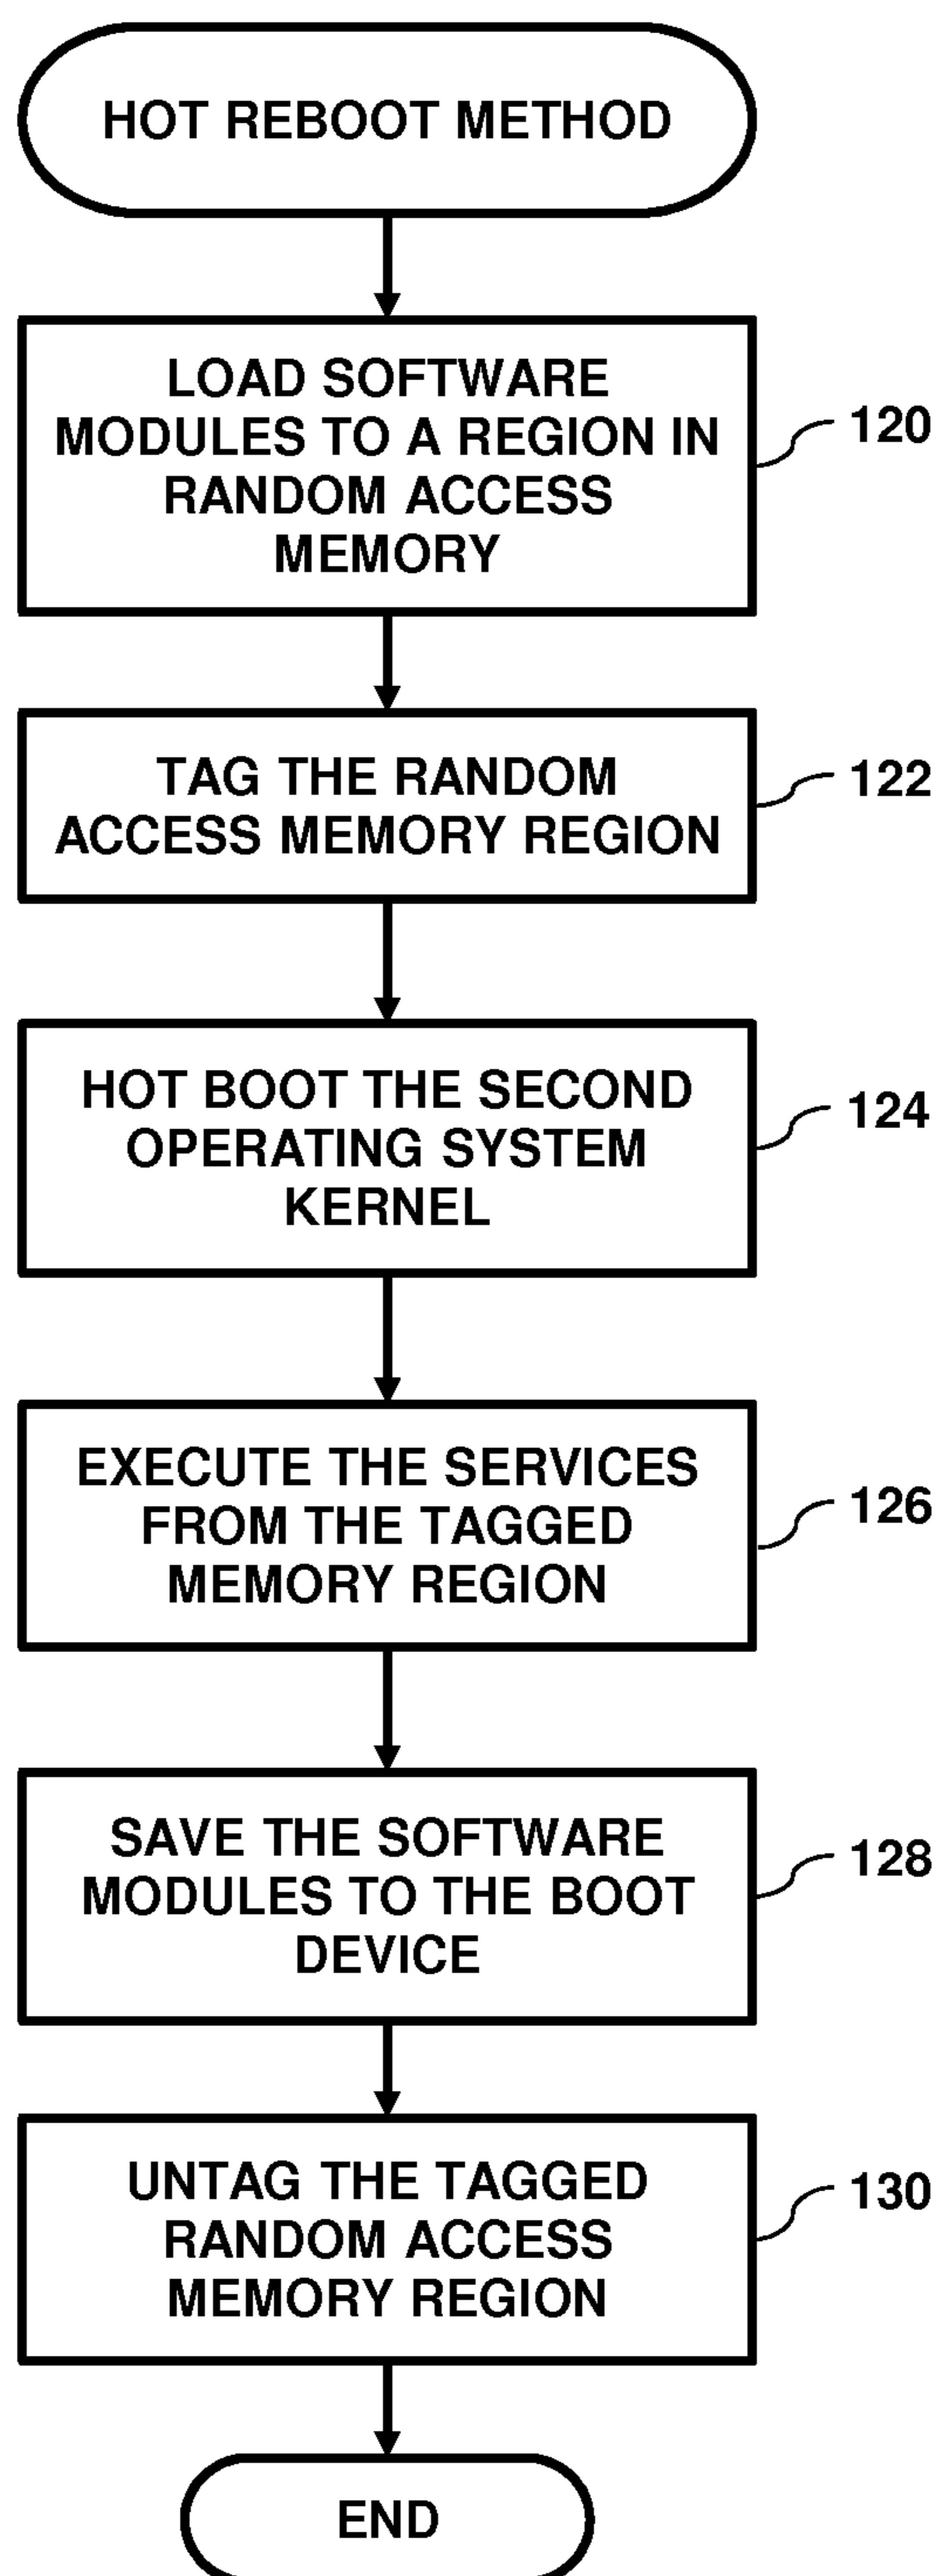 HOT REBOOT METHOD
LOAD SOFTWARE
MODULES TO A REGION IN
RANDOM ACCESS
MEMORY
120
TAG THE RANDOM
ACCESS MEMORY REGION
122
HOT BOOT THE SECOND
OPERATING SYSTEM
KERNEL
124
EXECUTE THE SERVICES
FROM THE TAGGED
MEMORY REGION
126
SAVE THE SOFTWARE
MODULES TO THE BOOT
DEVICE
128
UNTAG THE TAGGED
RANDOM ACCESS
MEMORY REGION
130
END